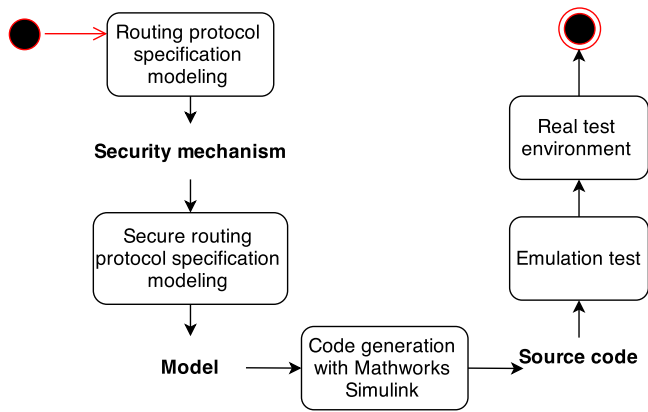 Routing protocol
specification
modeling
Security mechanism
Secure routing
protocol specification
modeling
Model
Code generation
with Mathworks
Simulink
Source code
Emulation test
Real test
environment